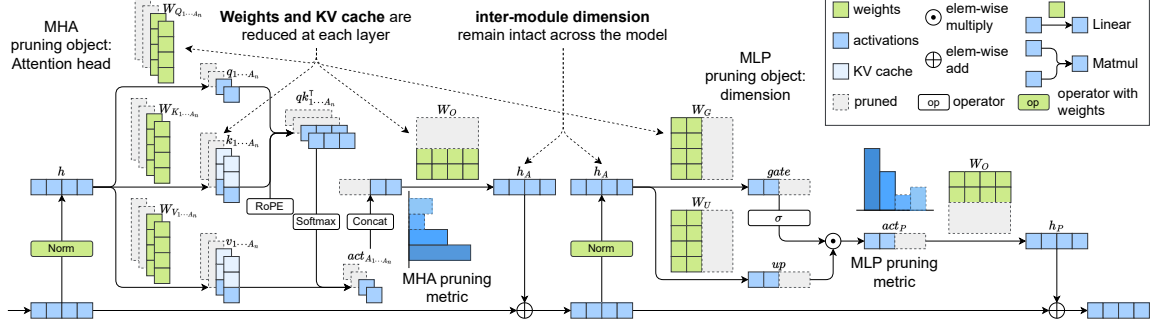 MHA
pruning object:
Attention head
W_{Q_{1⋯A_n}}
Weights and KV cache are
reduced at each layer
inter-module dimension
remain intact across the model
MLP
pruning object:
dimension
weights
activations
KV cache
pruned
elem-wise
multiply
elem-wise
add
op operator
Linear
Matmul
op operator
with weights
q_{1⋯A_n}
W_{K_{1⋯A_n}}
k_{1⋯A_n}
qk^⊤_{1⋯A_n}
W_O
W_G
h
h_A
h_A
gate
W_O
RoPE
Softmax
Concat
σ
W_{V_{1⋯A_n}}
v_{1⋯A_n}
W_U
Norm
Norm
act_{A_{1⋯A_n}}
MHA pruning
metric
up
act_P
MLP pruning
metric
h_P